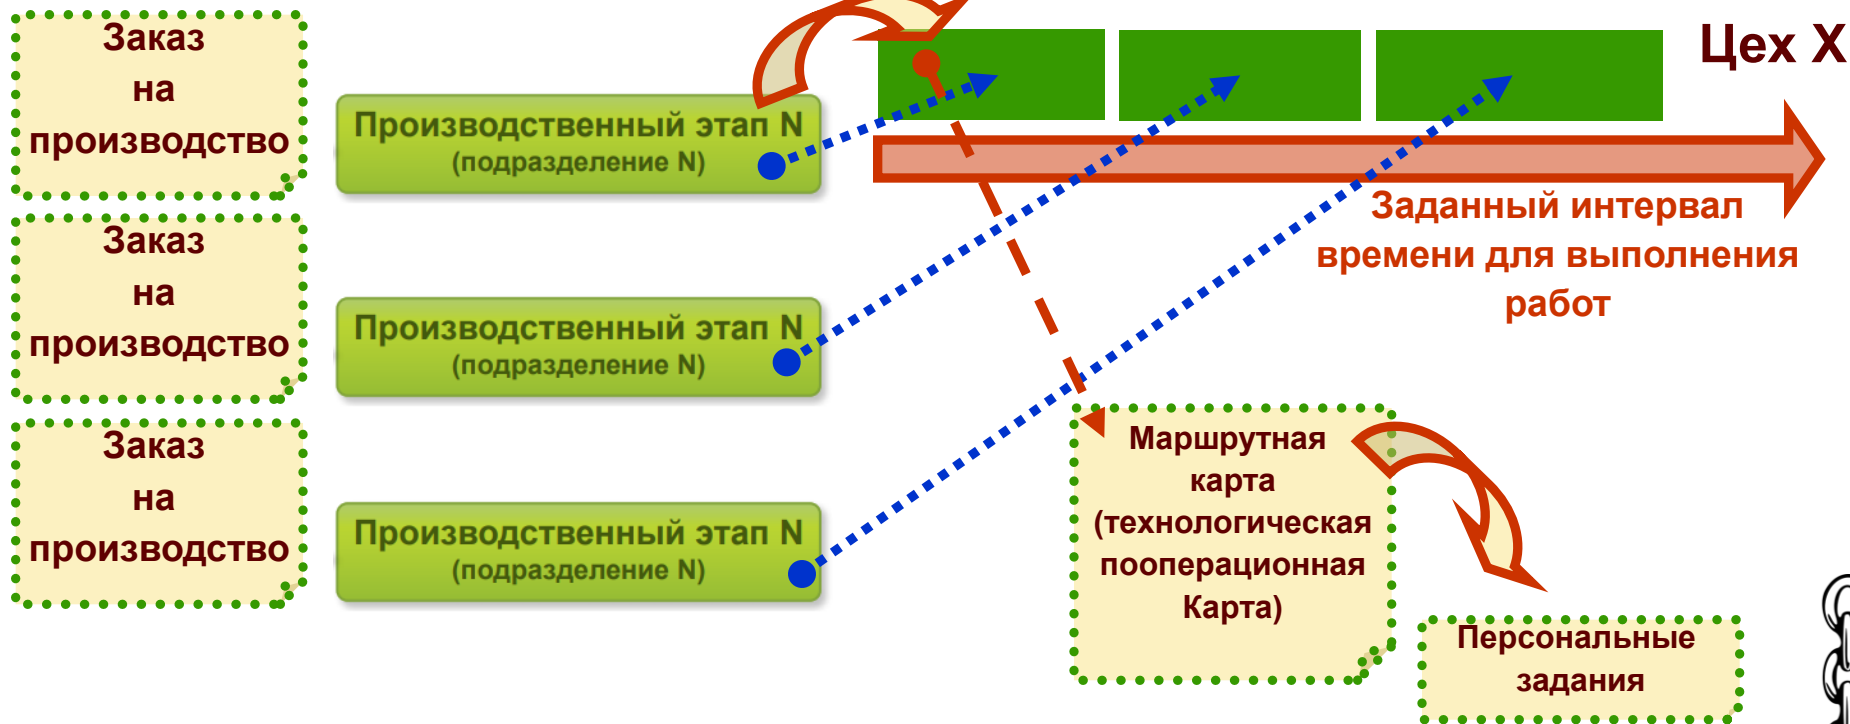 Заказ
на
производство
Производственный этап N
(подразделение N)
Цех X
Заданный интервал
времени для выполнения
работ
Заказ
на
производство
Производственный этап N
(подразделение N)
Заказ
на
производство
Производственный этап N
(подразделение N)
Маршрутная
карта
(технологическая
пооперационная
Карта)
Персональные
задания